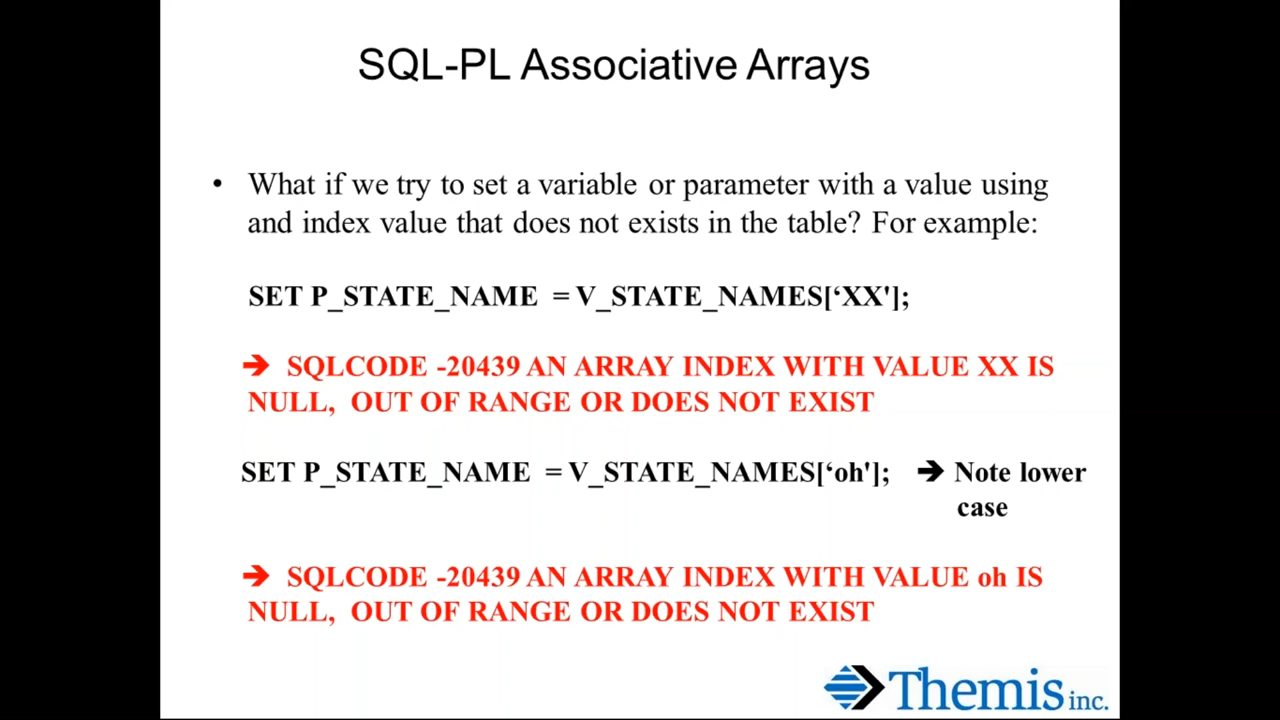 SQL-PL Associative Arrays
• What if we try to set a variable or parameter with a value using
and index value that does not exists in the table? For example:
SET P_STATE_NAME = V_STATE_NAMES[‘XX'];
➔ SQLCODE -20439 AN ARRAY INDEX WITH VALUE XX IS
NULL, OUT OF RANGE OR DOES NOT EXIST
SET P_STATE_NAME = V_STATE_NAMES[‘oh']; ➔ Note lower
case
➔ SQLCODE -20439 AN ARRAY INDEX WITH VALUE oh IS
NULL, OUT OF RANGE OR DOES NOT EXIST
Themis inc.